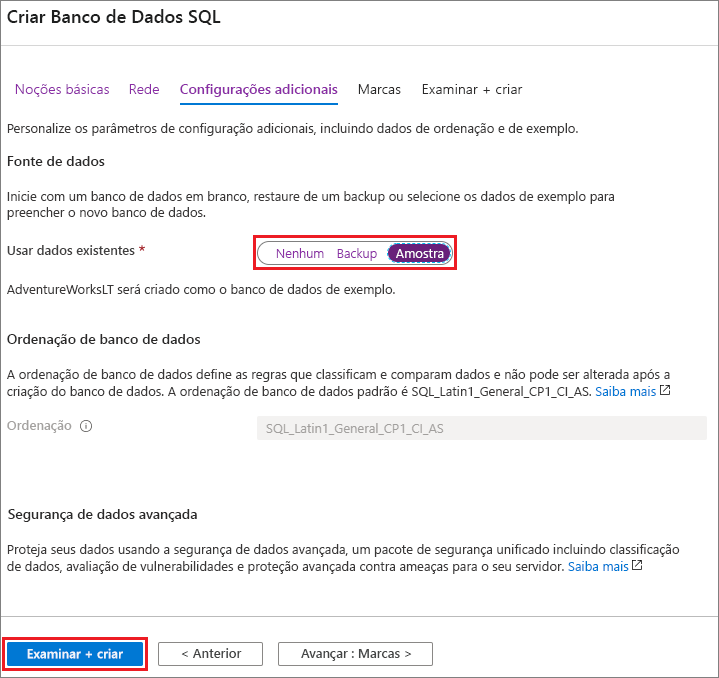 Criar Banco de Dados SQL
Noções básicas Rede Configurações adicionais Marcas Examinar + criar
Personalize os parâmetros de configuração adicionais, incluindo dados de ordenação e de exemplo.
Fonte de dados
Inicie com um banco de dados em branco, restaure de um backup ou selecione os dados de exemplo para
preencher o novo banco de dados.
Usar dados existentes * Nenhum Backup Amostra
AdventureWorksLT será criado como o banco de dados de exemplo.
Ordenação de banco de dados
A ordenação de banco de dados define as regras que classificam e comparam dados e não pode ser alterada após a
criação do banco de dados. A ordenação de banco de dados padrão é SQL_Latin1_General_CP1_CI_AS. Saiba mais
Ordenação SQL_Latin1_General_CP1_CI_AS
Segurança de dados avançada
Proteja seus dados usando a segurança de dados avançada, um pacote de segurança unificado incluindo classificação
de dados, avaliação de vulnerabilidades e proteção avançada contra ameaças para o seu servidor. Saiba mais
Examinar + criar < Anterior Avançar : Marcas >